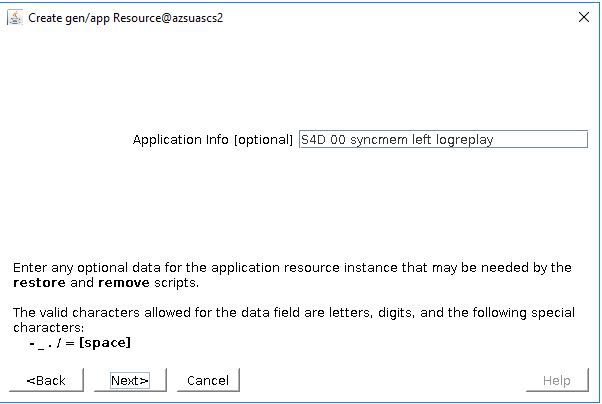 Create gen/app Resource@azsuascs2
Application Info [optional] S4D 00 syncmem left logreplay
Enter any optional data for the application resource instance that may be needed by the
restore and remove scripts.
The valid characters allowed for the data field are letters, digits, and the following special
characters:
- _ . / = [space]
<Back Next> Cancel Help